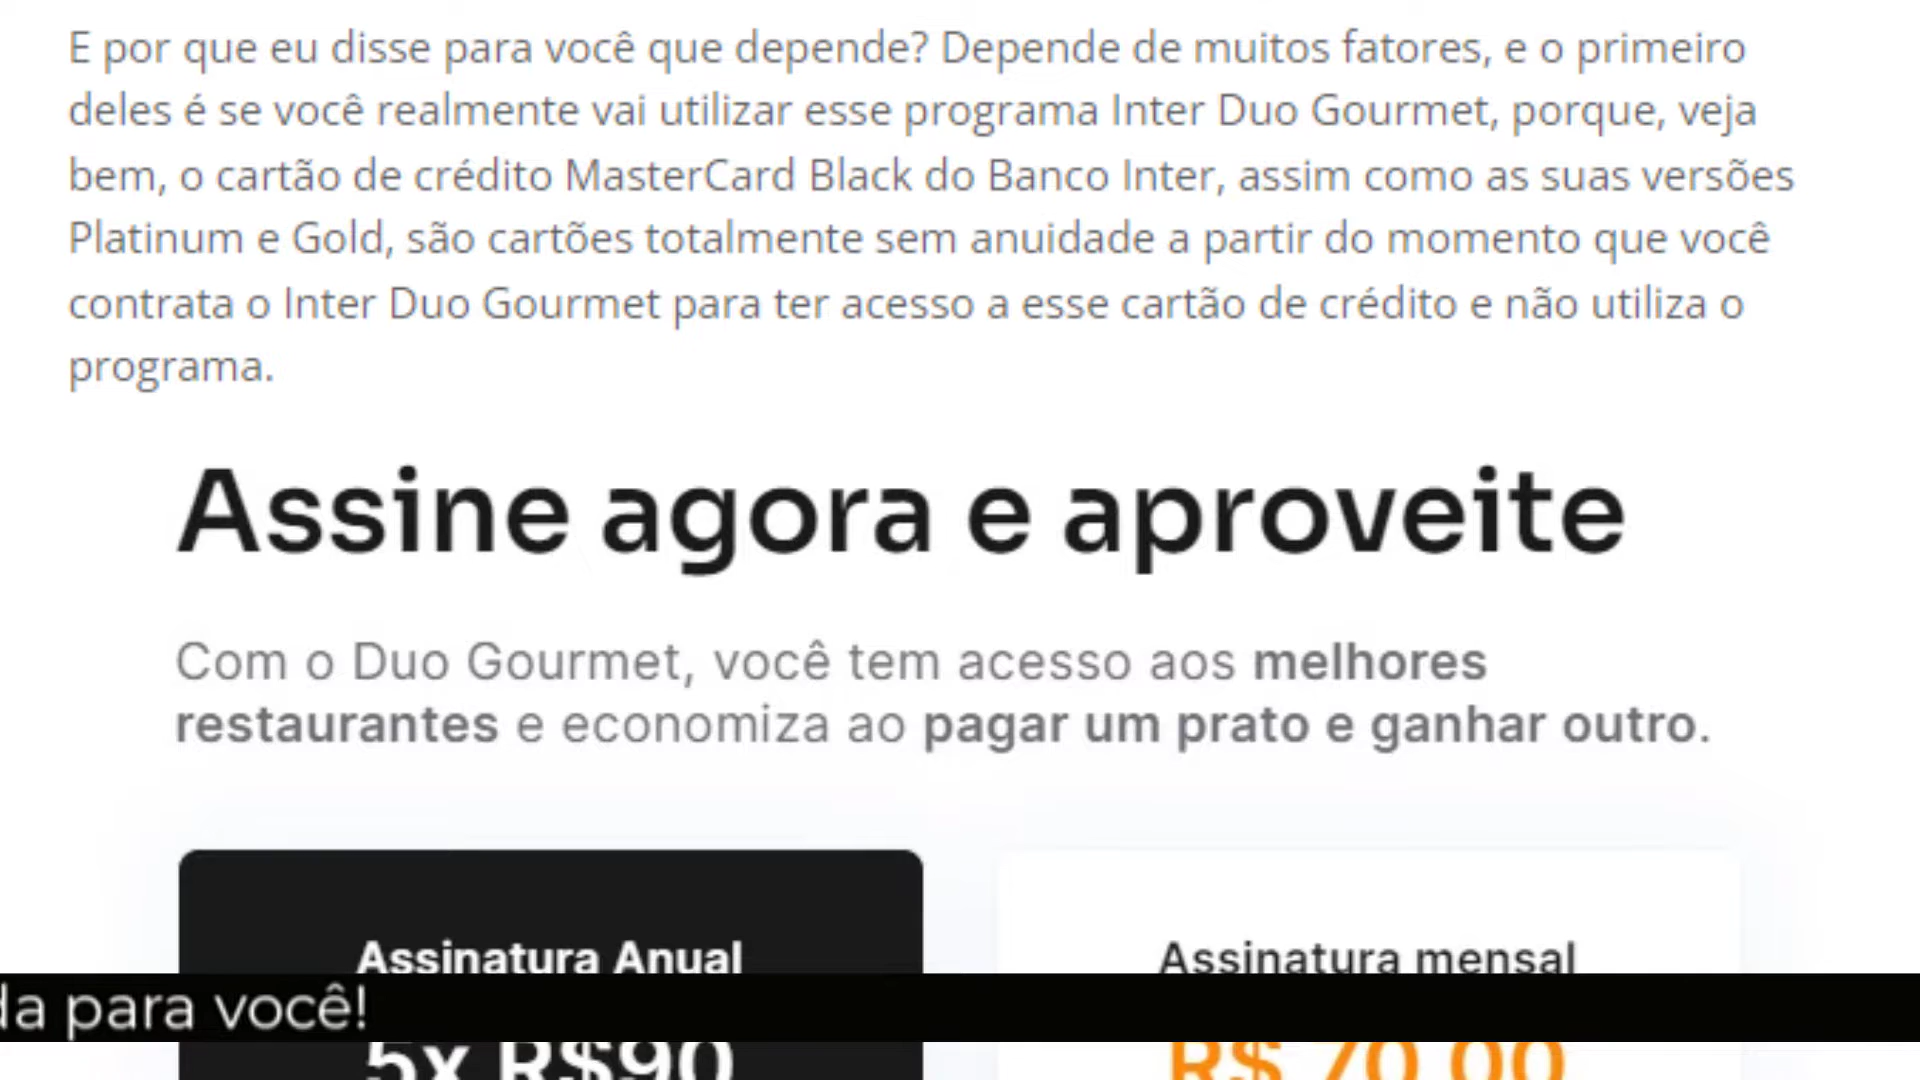 E por que eu disse para você que depende? Depende de muitos fatores, e o primeiro
deles é se você realmente vai utilizar esse programa Inter Duo Gourmet, porque, veja
bem, o cartão de crédito MasterCard Black do Banco Inter, assim como as suas versões
Platinum e Gold, são cartões totalmente sem anuidade a partir do momento que você
contrata o Inter Duo Gourmet para ter acesso a esse cartão de crédito e não utiliza o
programa.
Assine agora e aproveite
Com o Duo Gourmet, você tem acesso aos melhores
restaurantes e economiza ao pagar um prato e ganhar outro.
Assinatura Anual
Assinatura mensal
para você!
5x R$90
R$ 70,00